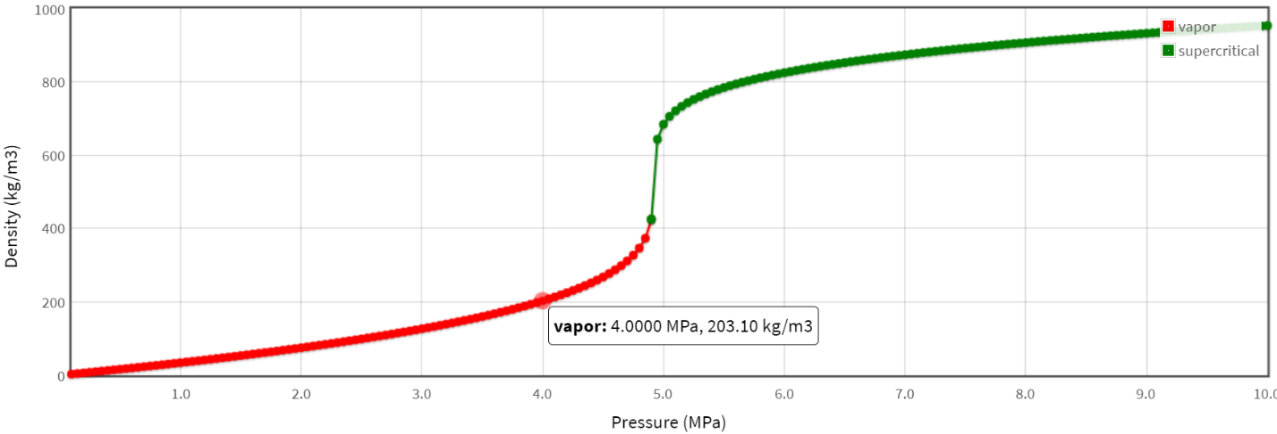 1000
vapor
supercritical
800
600
400
200
0
Density (kg/m3)
vapor: 4.0000 MPa, 203.10 kg/m3
1.0 2.0 3.0 4.0 5.0 6.0 7.0 8.0 9.0 10.0
Pressure (MPa)